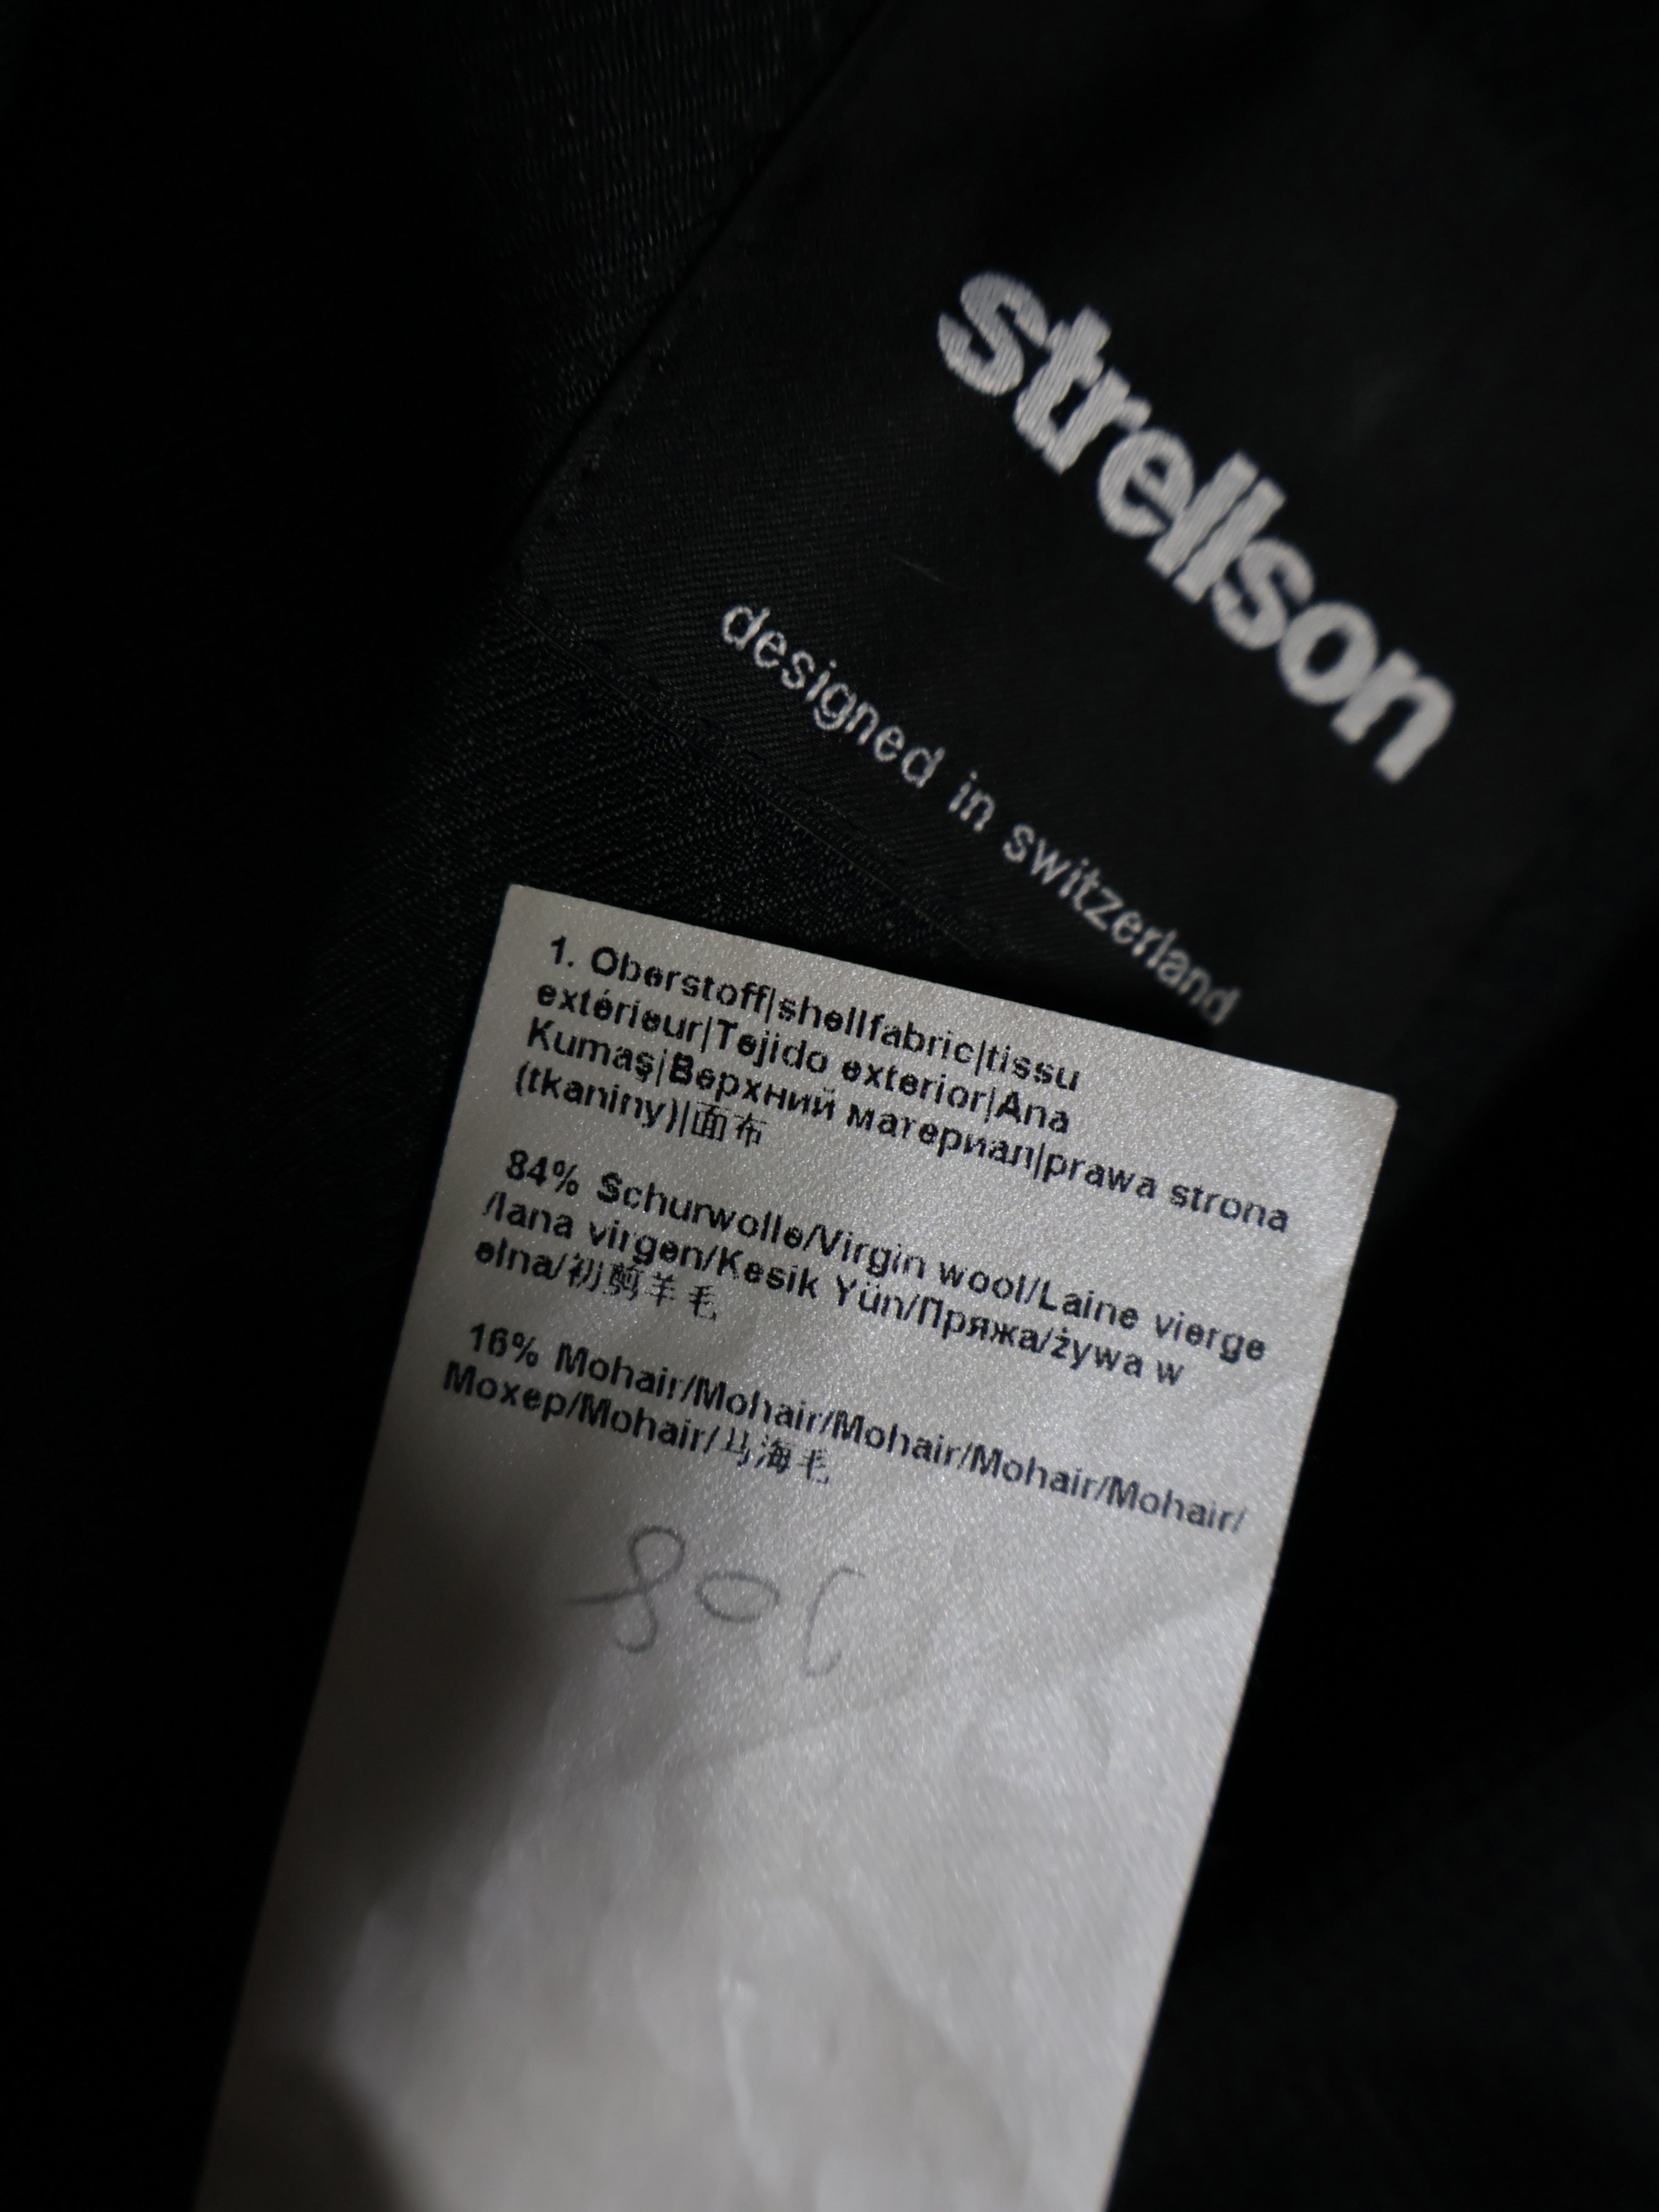 strellson
designed in switzerland
1. Oberstoff|shellfabric|tissu
extérieur|Tejido exterior|Ana
Kumaş|Верхний материал|prawa strona
(tkaniny)|面布
84% Schurwolle/Virgin wool/Laine vierge
/lana virgen/Kesik Yün/Пряжа/żywa w
elna/初剪羊毛
16% Mohair/Mohair/Mohair/Mohair/Mohair/
Мохер/Mohair/马海毛